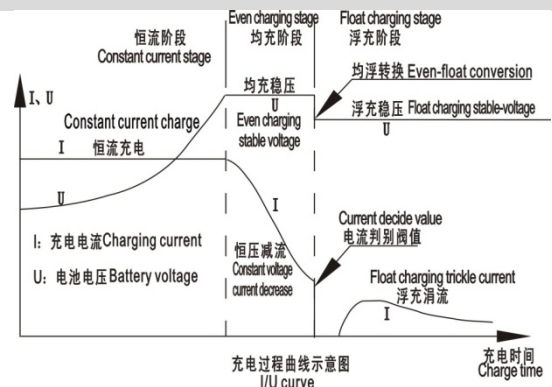 恒流阶段
Constant current stage
Even charging stage
均充阶段
Float charging stage
浮充阶段
I、U
均充稳压
U
Even charging
stable voltage
均浮转换 Even-float conversion
浮充稳压 Float charging stable-voltage
U
Constant current charge
I 恒流充电
U
I
I: 充电电流Charging current
U: 电池电压Battery voltage
恒压减流
Constant voltage
current decrease
Current decide value
电流判别阀值
Float charging trickle current
浮充涓流
I
充电时间
Charge time
充电过程曲线示意图
I/U curve